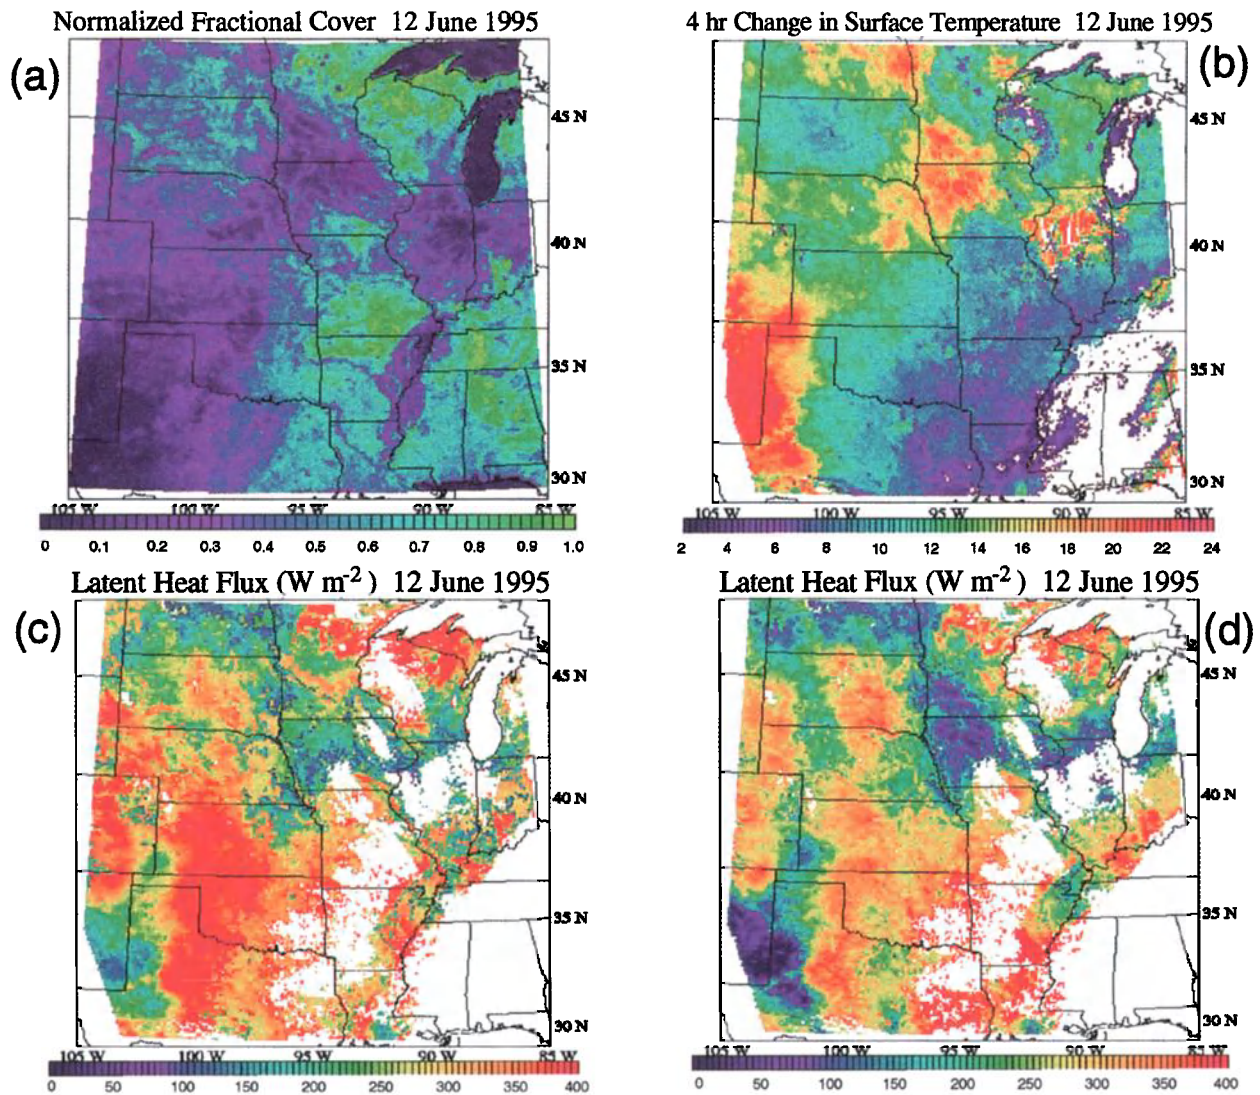 Normalized Fractional Cover 12 June 1995
(a)
45 N
40 N
35 N
30 N
105 W 100 W 95 W 90 W 85 W
0 0.1 0.2 0.3 0.4 0.5 0.6 0.7 0.8 0.9 1.0
4 hr Change in Surface Temperature 12 June 1995
(b)
45 N
40 N
35 N
30 N
105 W 100 W 95 W 90 W 85 W
2 4 6 8 10 12 14 16 18 20 22 24
Latent Heat Flux (W m-2 ) 12 June 1995
(c)
45 N
40 N
35 N
30 N
105 W 100 W 95 W 90 W 85 W
0 50 100 150 200 250 300 350 400
Latent Heat Flux (W m-2 ) 12 June 1995
(d)
45 N
40 N
35 N
30 N
105 W 100 W 95 W 90 W 85 W
0 50 100 150 200 250 300 350 400